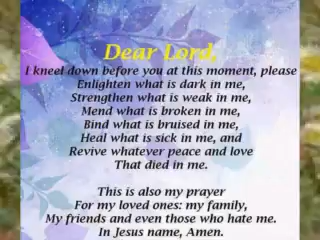 Dear Lord,
I kneel down before you at this moment, please
Enlighten what is dark in me,
Strengthen what is weak in me,
Mend what is broken in me,
Bind what is bruised in me,
Heal what is sick in me, and
Revive whatever peace and love
That died in me.
This is also my prayer
For my loved ones: my family,
My friends and even those who hate me.
In Jesus name, Amen.